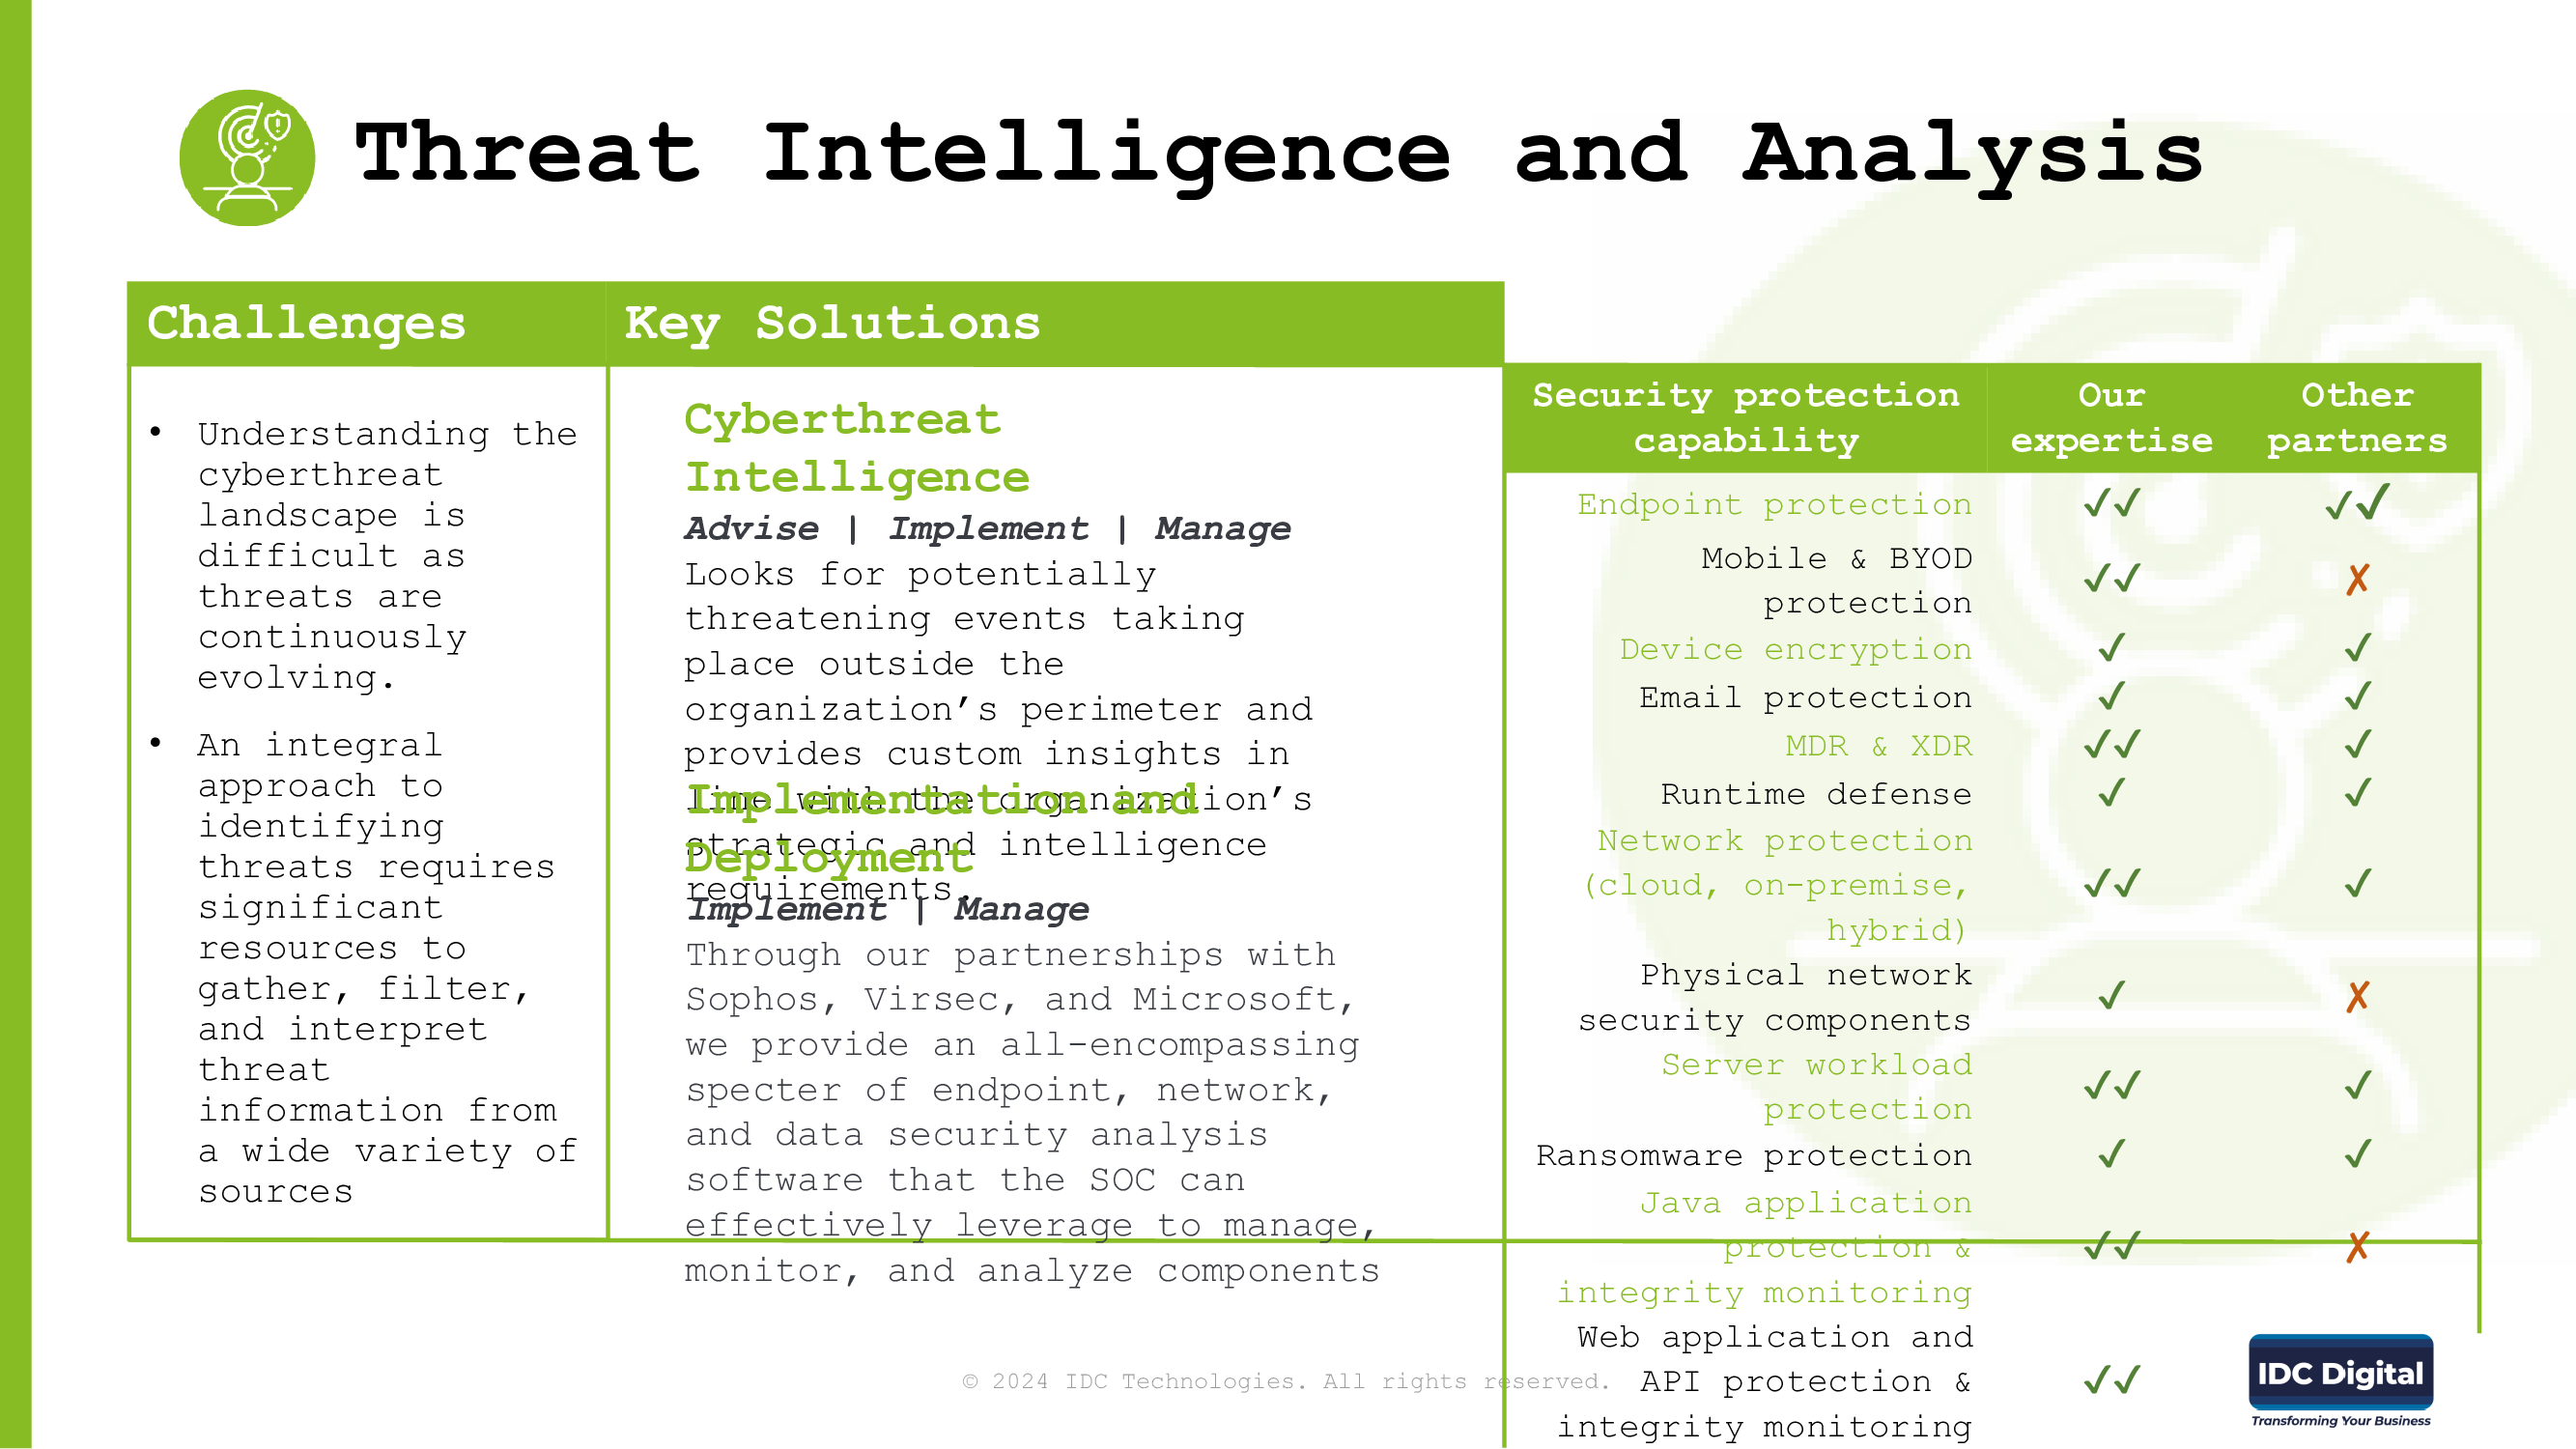 Threat Intelligence and Analysis
Challenges
• Understanding the
cyberthreat
landscape is
difficult as
threats are
continuously
evolving.
• An integral
approach to
identifying
threats requires
significant
resources to
gather, filter,
and interpret
threat
information from
a wide variety of
sources
Key Solutions
Cyberthreat
Intelligence
Advise | Implement | Manage
Looks for potentially
threatening events taking
place outside the
organization’s perimeter and
provides custom insights in
line with the organization’s
strategic and intelligence
requirements.
Implementation and
Deployment
Implement | Manage
Through our partnerships with
Sophos, Virsec, and Microsoft,
we provide an all-encompassing
specter of endpoint, network,
and data security analysis
software that the SOC can
effectively leverage to manage,
monitor, and analyze components
Security protection
capability
Our
expertise
Other
partners
Endpoint protection ✓✓ ✓✓
Mobile & BYOD
protection ✓✓ ✗
Device encryption ✓ ✓
Email protection ✓ ✓
MDR & XDR ✓✓ ✓
Runtime defense ✓ ✓
Network protection
(cloud, on-premise, ✓✓ ✓
hybrid)
Physical network
security components ✓ ✗
Server workload
protection ✓✓ ✓
Ransomware protection ✓ ✓
Java application
protection & ✓✓ ✗
integrity monitoring
Web application and
API protection & ✓✓
integrity monitoring
© 2024 IDC Technologies. All rights reserved.
IDC Digital
Transforming Your Business